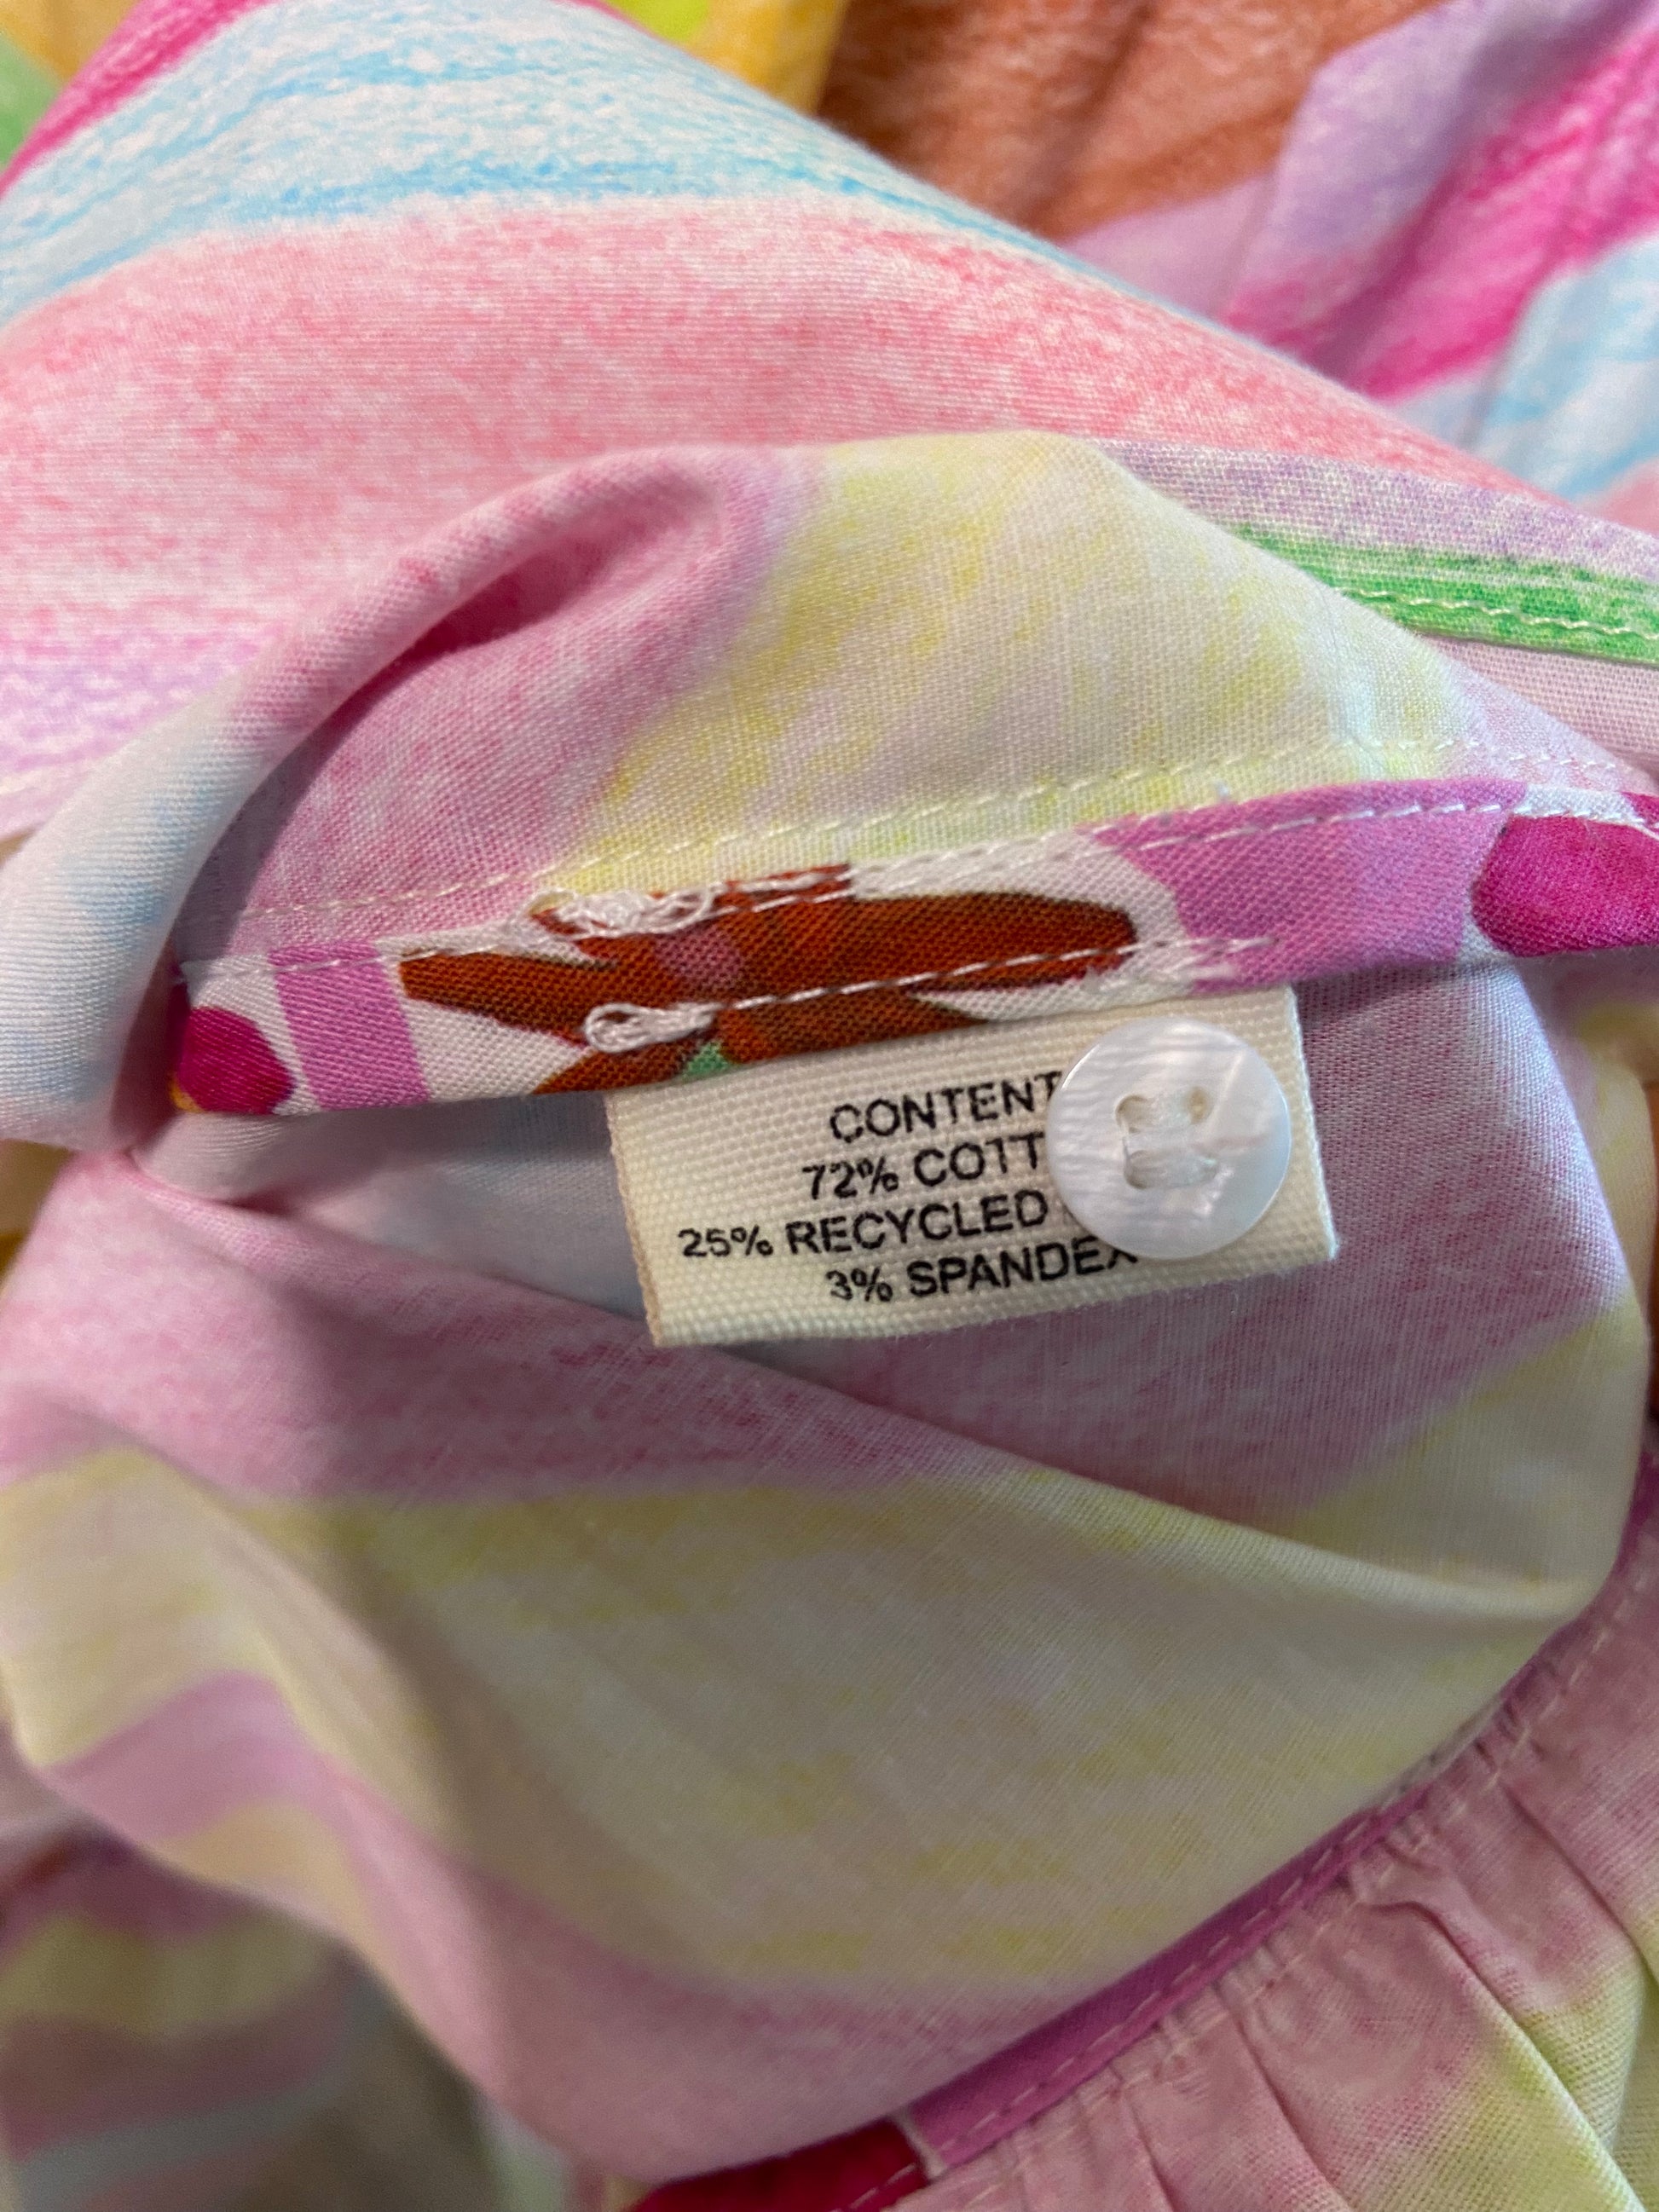 CONTENT
72% COTT
25% RECYCLED
3% SPANDEX